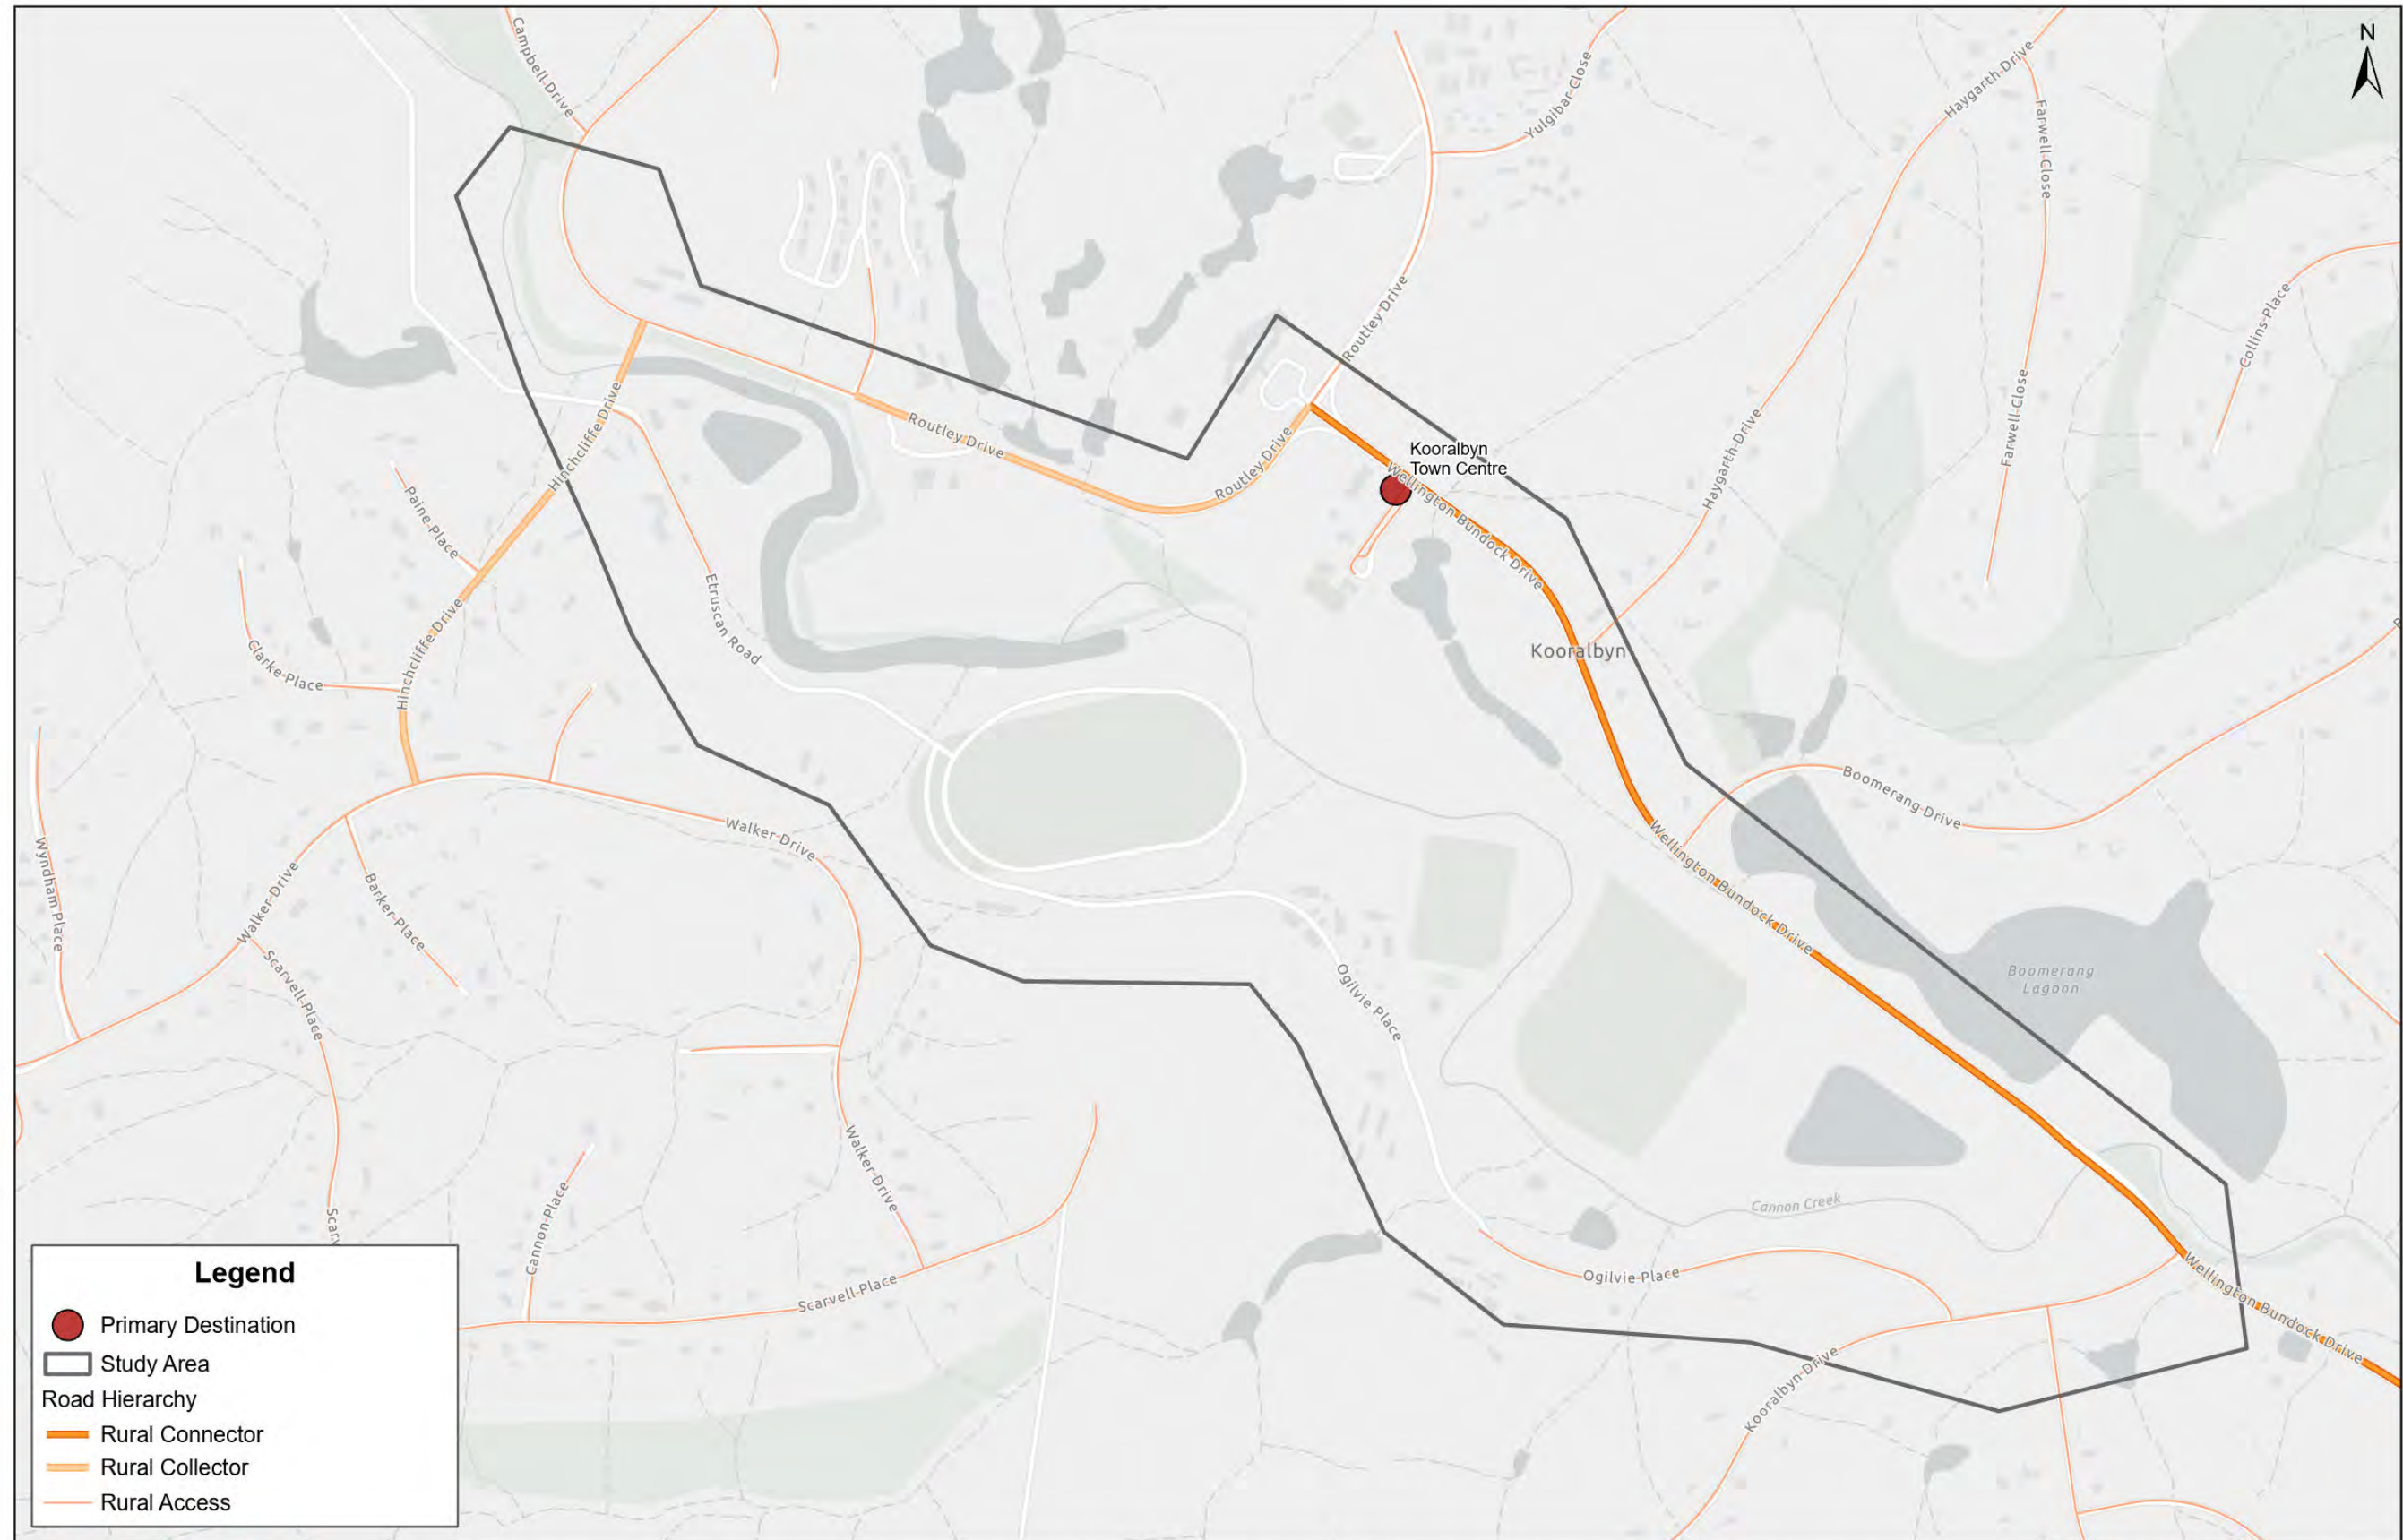 N
Campbell Drive
Yulgibar Close
Haygarth Drive
Farwell Close
Routley Drive
Collins Place
Hinchcliffe Drive
Routley Drive
Routley Drive
Kooralbyn
Town Centre
Wellington Bundock Drive
Haygarth Drive
Farwell Close
Paine Place
Etruscan Road
Clarke Place
Hinchcliffe Drive
Kooralbyn
Boomerang Drive
Walker Drive
Wellington Bundock Drive
Wyndham Place
Walker Drive
Barker Place
Scarvell Place
Ogilvie Place
Boomerang
Lagoon
Walker Drive
Cannon Place
Scarv
Cannon Creek
Scarvell Place
Ogilvie Place
Wellington Bundock Drive
Kooralbyn Drive
Legend
Primary Destination
Study Area
Road Hierarchy
Rural Connector
Rural Collector
Rural Access